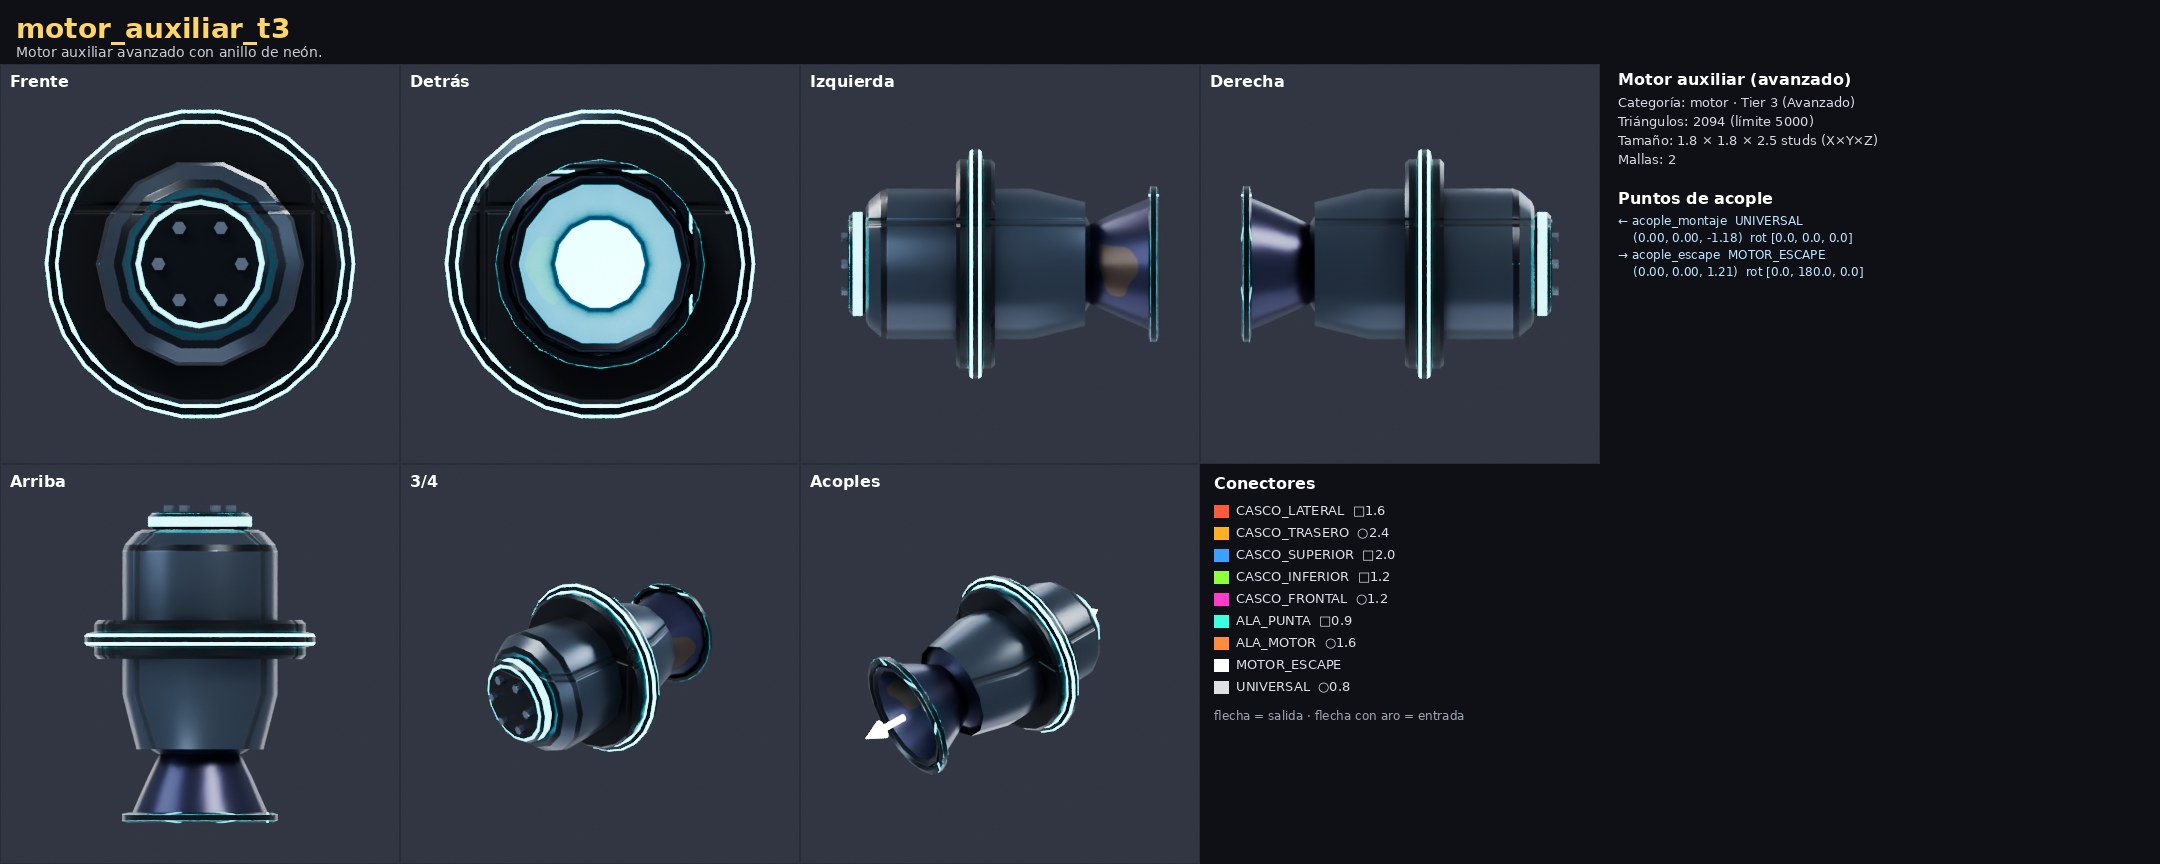 motor_auxiliar_t3
Motor auxiliar avanzado con anillo de neón.
Frente
Detrás
Izquierda
Derecha
Motor auxiliar (avanzado)
Categoría: motor · Tier 3 (Avanzado)
Triángulos: 2094 (límite 5000)
Tamaño: 1.8 × 1.8 × 2.5 studs (X×Y×Z)
Mallas: 2
Puntos de acople
← acople_montaje  UNIVERSAL
(0.00, 0.00, -1.18)  rot [0.0, 0.0, 0.0]
→ acople_escape  MOTOR_ESCAPE
(0.00, 0.00, 1.21)  rot [0.0, 180.0, 0.0]
Arriba
3/4
Acoples
Conectores
CASCO_LATERAL  □1.6
CASCO_TRASERO  ○2.4
CASCO_SUPERIOR  □2.0
CASCO_INFERIOR  □1.2
CASCO_FRONTAL  ○1.2
ALA_PUNTA  □0.9
ALA_MOTOR  ○1.6
MOTOR_ESCAPE
UNIVERSAL  ○0.8
flecha = salida · flecha con aro = entrada